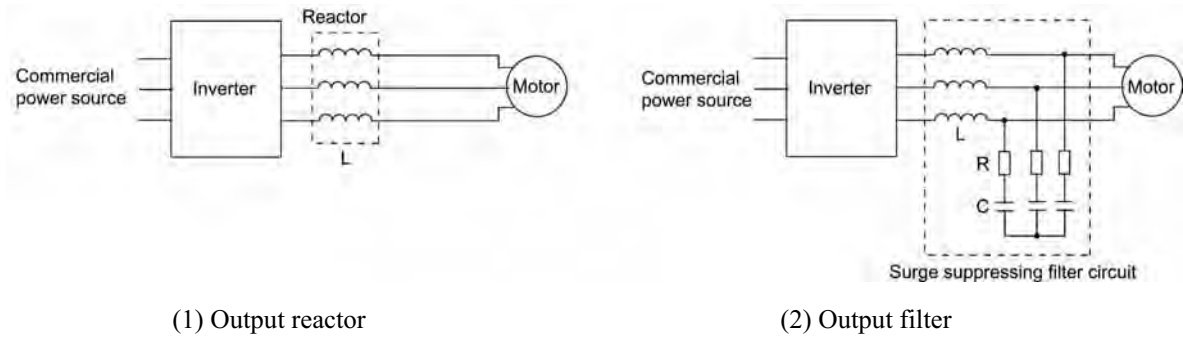 Reactor
Commercial
power source
Inverter
Motor
L
(1) Output reactor
Commercial
power source
Inverter
Motor
L
R
C
Surge suppressing filter circuit
(2) Output filter